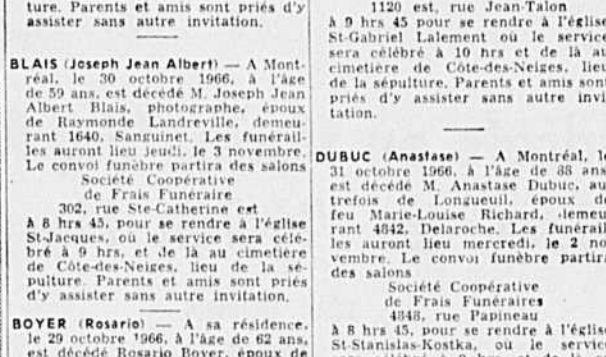 ture. Parents et amis sont priés d'y
assister sans autre invitation.
BLAIS (Joseph Jean Albert) — A Mont-
réal, le 30 octobre 1966, à l'âge
de 59 ans, est décédé M. Joseph Jean
Albert Blais, photographe, époux
de Raymonde Landreville, demeu-
rant 1640, Sanguinet. Les funérail-
les auront lieu jeudi, le 3 novembre.
Le convoi funèbre partira des salons
Société Coopérative
de Frais Funéraire
302, rue Ste-Catherine est
à 8 hrs 45, pour se rendre à l'église
St-Jacques, où le service sera célé-
bré à 9 hrs, et de là au cimetière
de Côte-des-Neiges, lieu de la sé-
pulture. Parents et amis sont priés
d'y assister sans autre invitation.
BOYER (Rosario) — A sa résidence,
le 29 octobre 1966, à l'âge de 62 ans,
est décédé Rosario Boyer, époux de
1120 est, rue Jean-Talon
à 9 hrs 45 pour se rendre à l'église
St-Gabriel Lalement où le service
sera célébré à 10 hrs et de là au
cimetière de Côte-des-Neiges, lieu
de la sépulture. Parents et amis sont
priés d'y assister sans autre invi
tation.
DUBUC (Anastase) — A Montréal, le
31 octobre 1966, à l'âge de 88 ans,
est décédé M. Anastase Dubuc, au
trefois de Longueuil, époux de
feu Marie-Louise Richard, demeu
rant 4842, Delaroche. Les funérail
les auront lieu mercredi, le 2 no
vembre. Le convoi funèbre partira
des salons
Société Coopérative
de Frais Funéraires
4848, rue Papineau
à 8 hrs 45, pour se rendre à l'église
St-Stanislas-Kostka, où le service